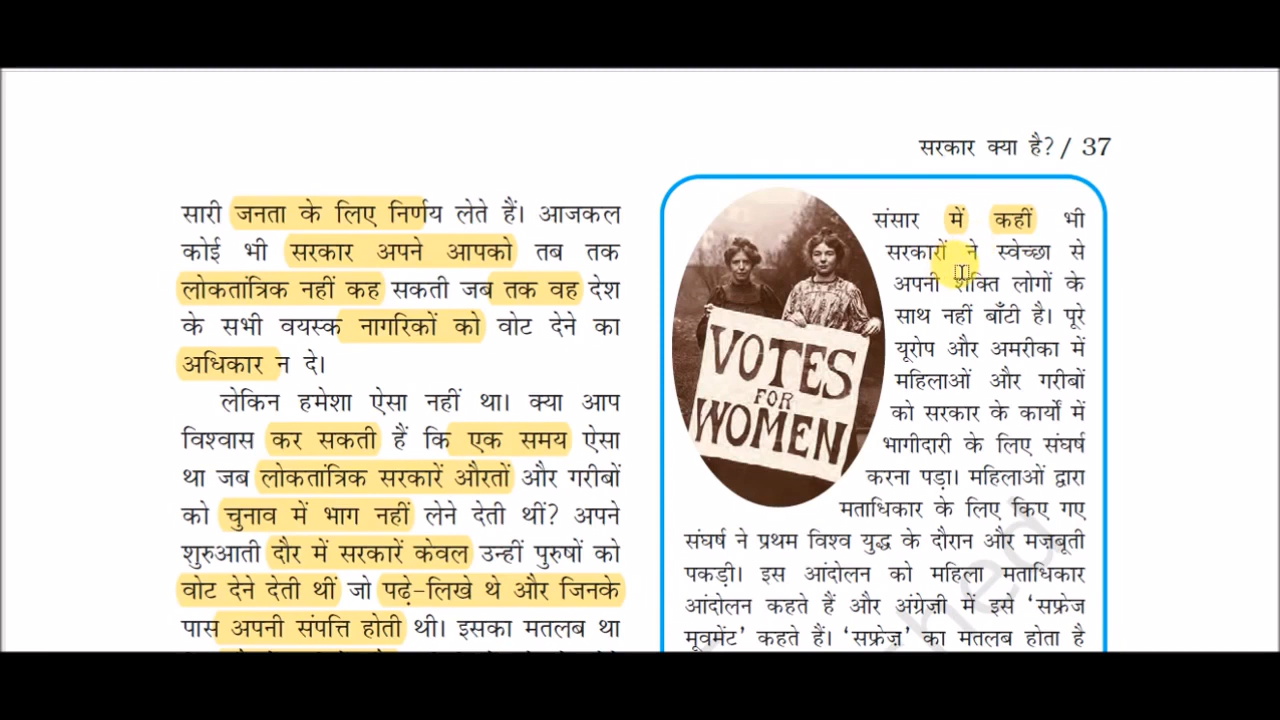 सरकार क्या है? / 37
सारी जनता के लिए निर्णय लेते हैं। आजकल
कोई भी सरकार अपने आपको तब तक
लोकतांत्रिक नहीं कह सकती जब तक वह देश
के सभी वयस्क नागरिकों को वोट देने का
अधिकार न दे।
लेकिन हमेशा ऐसा नहीं था। क्या आप
विश्वास कर सकती हैं कि एक समय ऐसा
था जब लोकतांत्रिक सरकारें औरतों और गरीबों
को चुनाव में भाग नहीं लेने देती थीं? अपने
शुरुआती दौर में सरकारें केवल उन्हीं पुरुषों को
वोट देने देती थीं जो पढ़े-लिखे थे और जिनके
पास अपनी संपत्ति होती थी। इसका मतलब था
VOTES
FOR
WOMEN
संसार में कहीं भी
सरकारों ने स्वेच्छा से
अपनी शक्ति लोगों के
साथ नहीं बाँटी है। पूरे
यूरोप और अमरीका में
महिलाओं और गरीबों
को सरकार के कार्यों में
भागीदारी के लिए संघर्ष
करना पड़ा। महिलाओं द्वारा
मताधिकार के लिए किए गए
संघर्ष ने प्रथम विश्व युद्ध के दौरान और मज़बूती
पकड़ी। इस आंदोलन को महिला मताधिकार
आंदोलन कहते हैं और अंग्रेज़ी में इसे ‘सफ्रेज
मूवमेंट’ कहते हैं। ‘सफ्रेज़’ का मतलब होता है